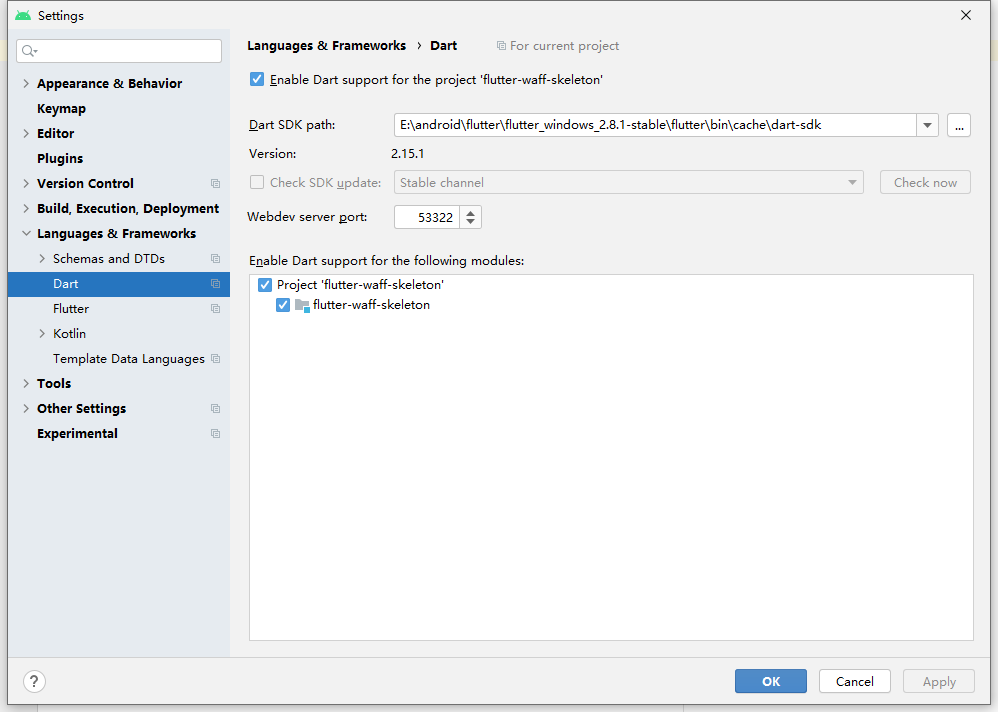 Settings
Appearance & Behavior
Keymap
Editor
Plugins
Version Control
Build, Execution, Deployment
Languages & Frameworks
Schemas and DTDs
Dart
Flutter
Kotlin
Template Data Languages
Tools
Other Settings
Experimental
Languages & Frameworks › Dart For current project
Enable Dart support for the project 'flutter-waff-skeleton'
Dart SDK path: E:\android\flutter\flutter_windows_2.8.1-stable\flutter\bin\cache\dart-sdk ...
Version: 2.15.1
Check SDK update: Stable channel Check now
Webdev server port: 53322
Enable Dart support for the following modules:
Project 'flutter-waff-skeleton'
flutter-waff-skeleton
? OK Cancel Apply